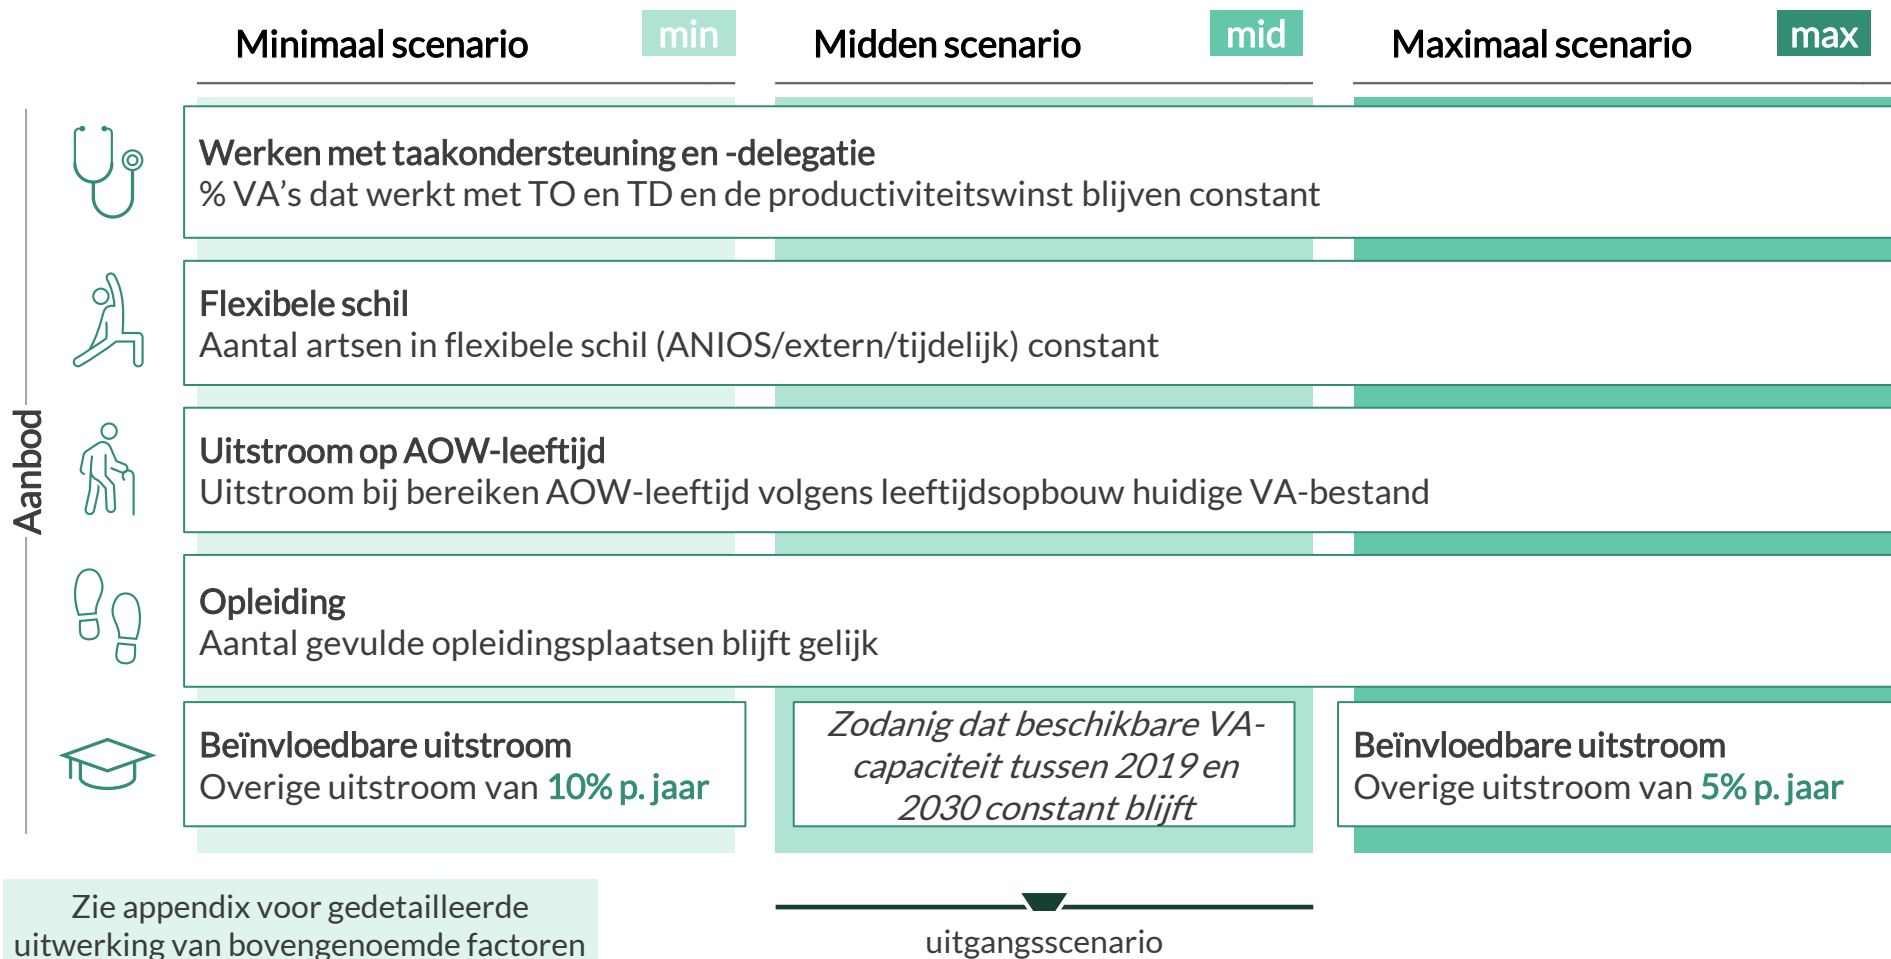 Minimaal scenario
min
Midden scenario
mid
Maximaal scenario
max
Aanbod
Werken met taakondersteuning en -delegatie
% VA's dat werkt met TO en TD en de productiviteitswinst blijven constant
Flexibele schil
Aantal artsen in flexibele schil (ANIOS/extern/tijdelijk) constant
Uitstroom op AOW-leeftijd
Uitstroom bij bereiken AOW-leeftijd volgens leeftijdsopbouw huidige VA-bestand
Opleiding
Aantal gevulde opleidingsplaatsen blijft gelijk
Beïnvloedbare uitstroom
Overige uitstroom van 10% p. jaar
Zodanig dat beschikbare VA-
capaciteit tussen 2019 en
2030 constant blijft
Beïnvloedbare uitstroom
Overige uitstroom van 5% p. jaar
Zie appendix voor gedetailleerde
uitwerking van bovengenoemde factoren
uitgangsscenario